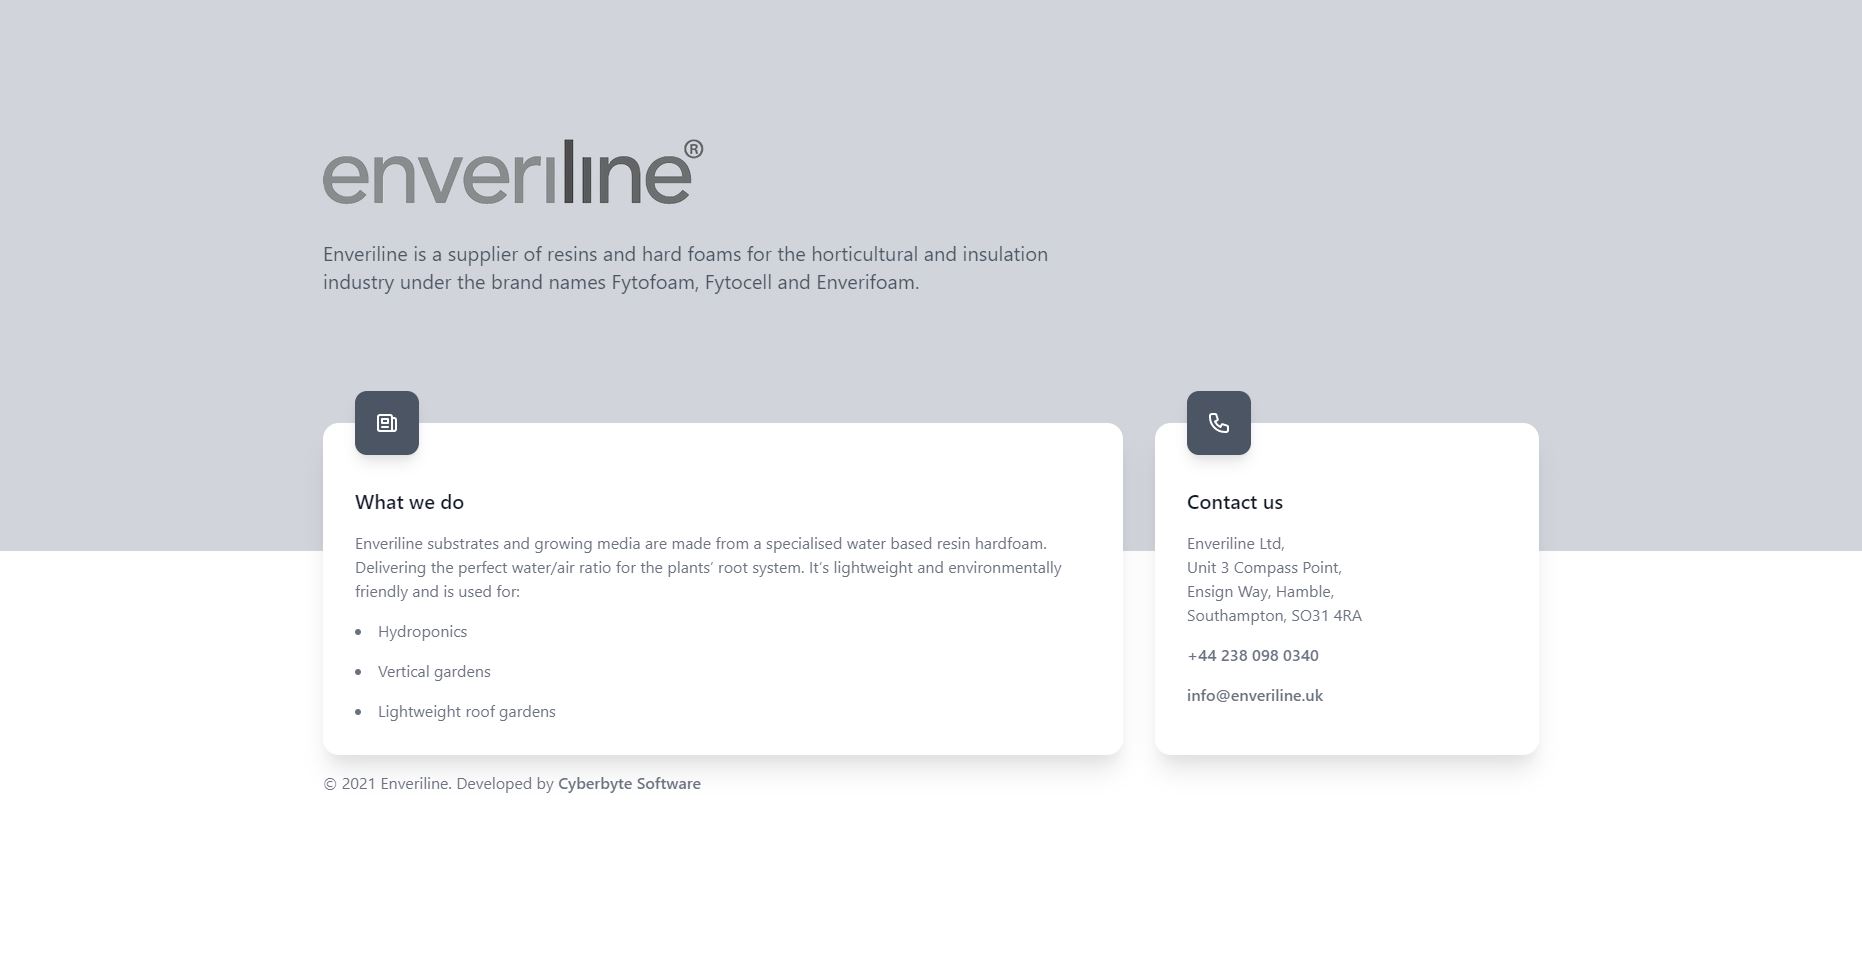 enveriline®
Enveriline is a supplier of resins and hard foams for the horticultural and insulation
industry under the brand names Fytofoam, Fytocell and Enverifoam.
What we do
Enveriline substrates and growing media are made from a specialised water based resin hardfoam.
Delivering the perfect water/air ratio for the plants’ root system. It’s lightweight and environmentally
friendly and is used for:
• Hydroponics
• Vertical gardens
• Lightweight roof gardens
Contact us
Enveriline Ltd,
Unit 3 Compass Point,
Ensign Way, Hamble,
Southampton, SO31 4RA
+44 238 098 0340
info@enveriline.uk
© 2021 Enveriline. Developed by Cyberbyte Software